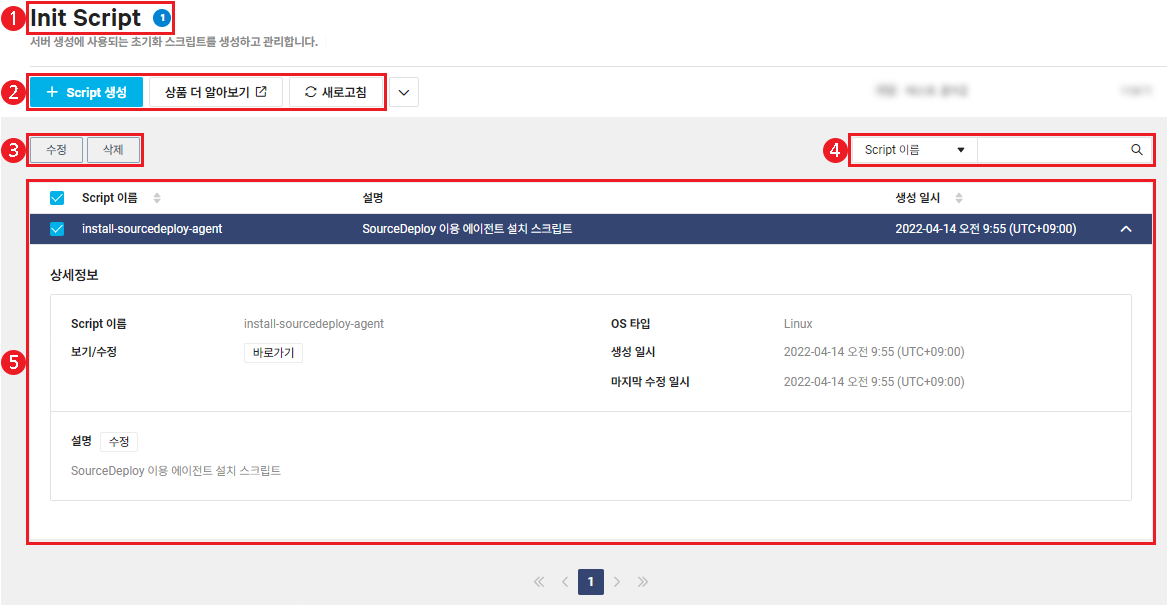 1 Init Script 1
서버 생성에 사용되는 초기화 스크립트를 생성하고 관리합니다.
2 + Script 생성 상품 더 알아보기 새로고침
3 수정 삭제 4 Script 이름
Script 이름 설명 생성 일시
install-sourcedeploy-agent SourceDeploy 이용 에이전트 설치 스크립트 2022-04-14 오전 9:55 (UTC+09:00)
상세정보
Script 이름 install-sourcedeploy-agent OS 타입 Linux
보기/수정 바로가기 생성 일시 2022-04-14 오전 9:55 (UTC+09:00)
5
마지막 수정 일시 2022-04-14 오전 9:55 (UTC+09:00)
설명 수정
SourceDeploy 이용 에이전트 설치 스크립트
1